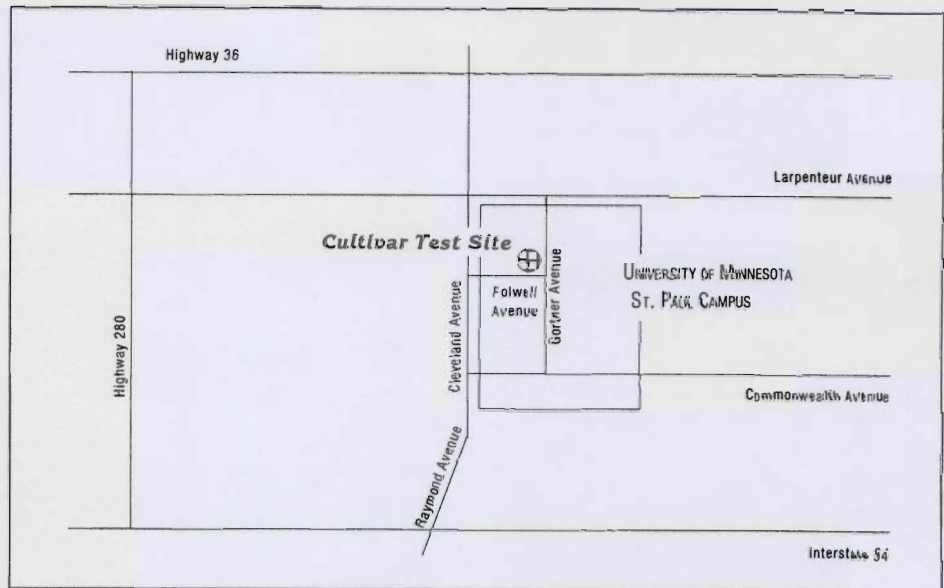 Highway 36
Larpenteur Avenue
Cultivar Test Site
UNIVERSITY OF MINNESOTA
ST. PAUL CAMPUS
Folwell
Avenue
Gortner Avenue
Cleveland Avenue
Highway 280
Commonwealth Avenue
Raymond Avenue
Interstate 94